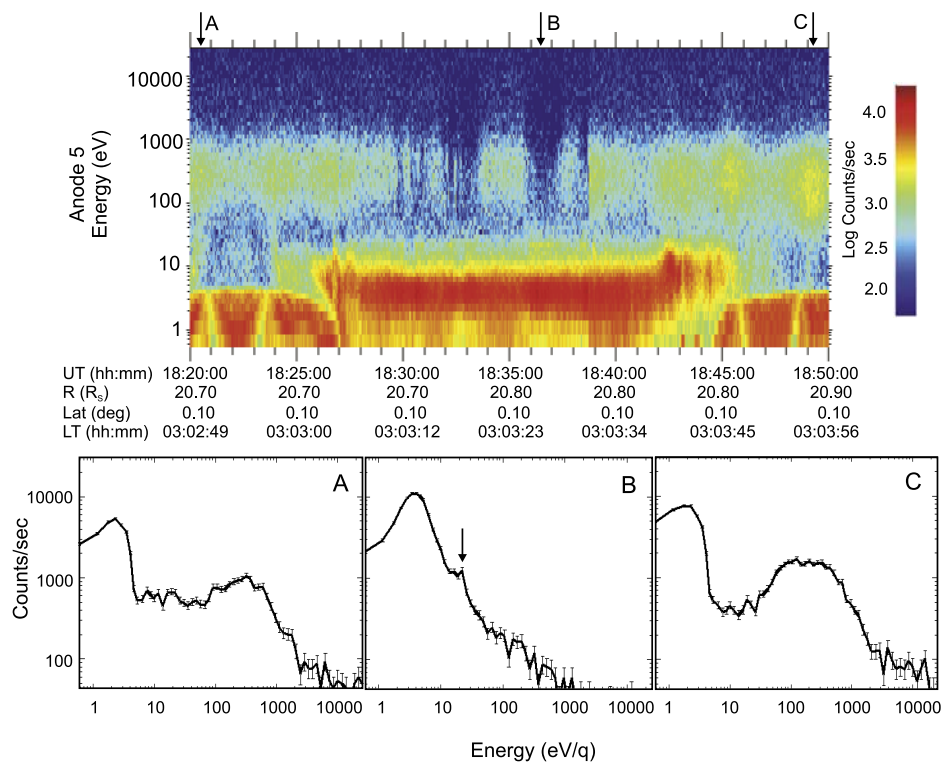 A B C
10000
1000
100
10
1
Anode 5
Energy (eV)
4.0
3.5
3.0
2.5
2.0
Log Counts/sec
UT (hh:mm) 18:20:00 18:25:00 18:30:00 18:35:00 18:40:00 18:45:00 18:50:00
R (Rs) 20.70 20.70 20.70 20.80 20.80 20.80 20.90
Lat (deg) 0.10 0.10 0.10 0.10 0.10 0.10 0.10
LT (hh:mm) 03:02:49 03:03:00 03:03:12 03:03:23 03:03:34 03:03:45 03:03:56
A B C
10000
1000
100
Counts/sec
1 10 100 1000 10000 1 10 100 1000 10000 1 10 100 1000 10000
Energy (eV/q)